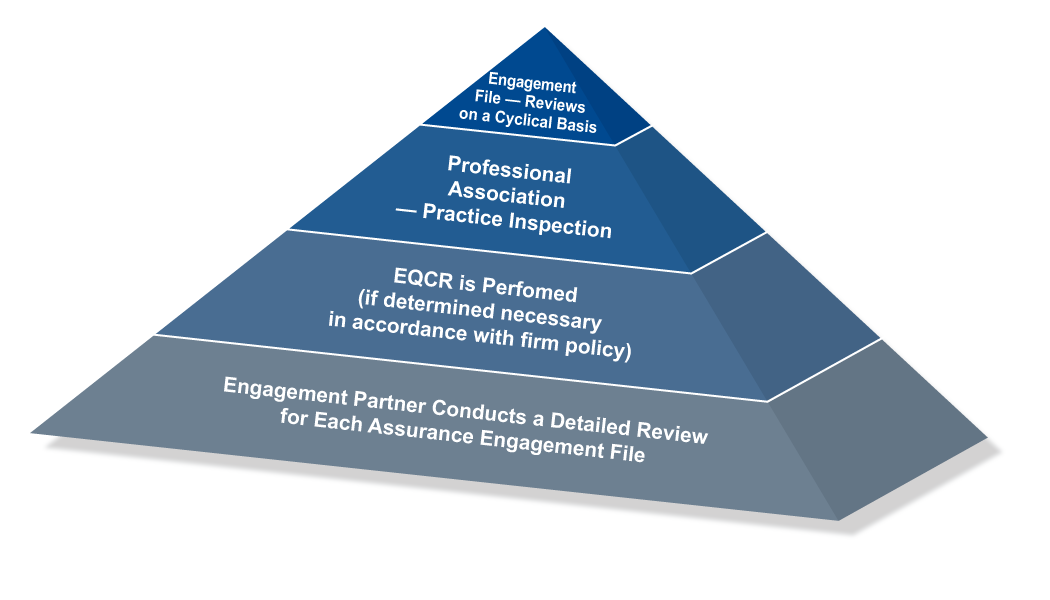 Engagement
File — Reviews
on a Cyclical Basis
Professional
Association
— Practice Inspection
EQCR is Perfomed
(if determined necessary
in accordance with firm policy)
Engagement Partner Conducts a Detailed Review
for Each Assurance Engagement File